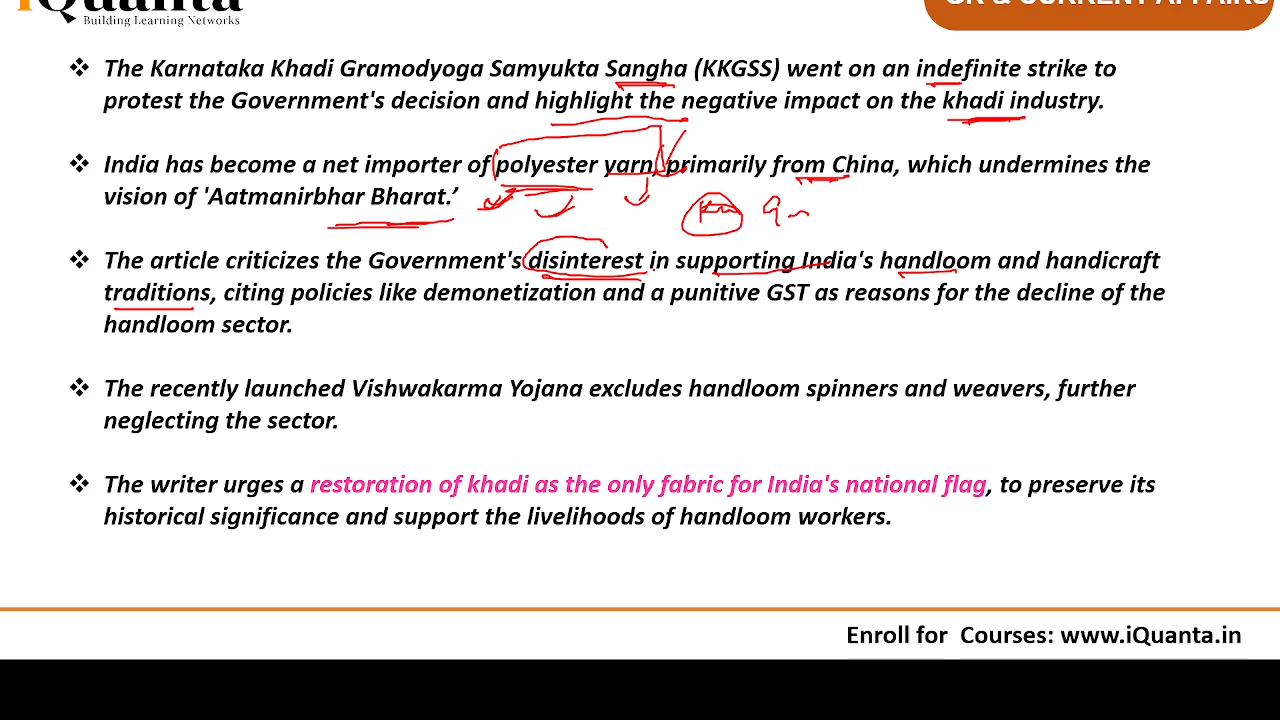 iQuanta
Building Learning Networks
GK & CURRENT AFFAIRS
❖ The Karnataka Khadi Gramodyoga Samyukta Sangha (KKGSS) went on an indefinite strike to
protest the Government's decision and highlight the negative impact on the khadi industry.
❖ India has become a net importer of polyester yarn, primarily from China, which undermines the
vision of 'Aatmanirbhar Bharat.’
❖ The article criticizes the Government's disinterest in supporting India's handloom and handicraft
traditions, citing policies like demonetization and a punitive GST as reasons for the decline of the
handloom sector.
❖ The recently launched Vishwakarma Yojana excludes handloom spinners and weavers, further
neglecting the sector.
❖ The writer urges a restoration of khadi as the only fabric for India's national flag, to preserve its
historical significance and support the livelihoods of handloom workers.
Enroll for Courses: www.iQuanta.in